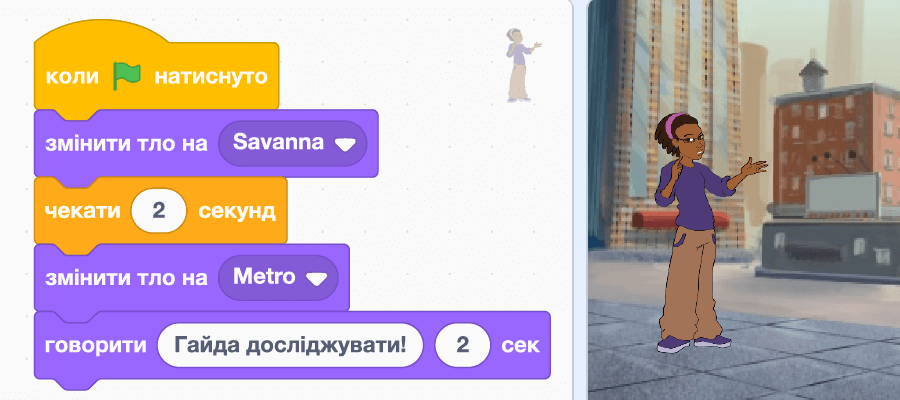 коли натиснуто
змінити тло на Savanna
чекати 2 секунд
змінити тло на Metro
говорити Гайда досліджувати! 2 сек